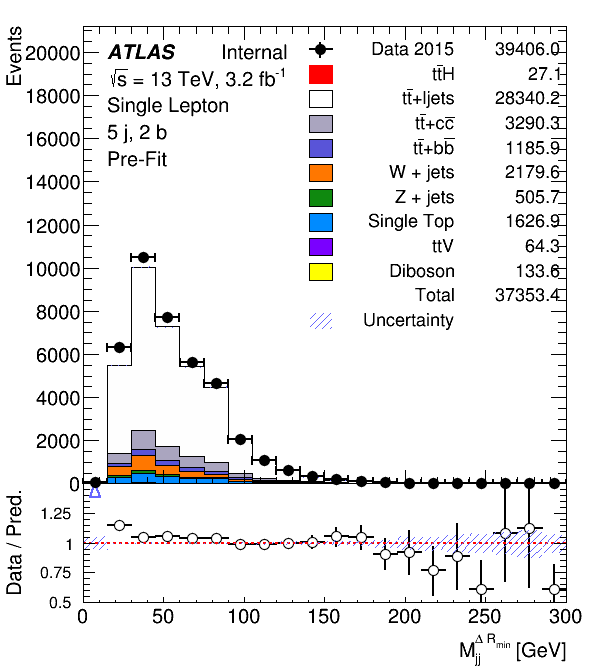 Events
20000
18000
16000
14000
12000
10000
8000
6000
4000
2000
0
ATLAS Internal
√s = 13 TeV, 3.2 fb⁻¹
Single Lepton
5 j, 2 b
Pre-Fit
Data 2015 39406.0
tt̄H 27.1
tt̄+ljets 28340.2
tt̄+cc̄ 3290.3
tt̄+bb̄ 1185.9
W + jets 2179.6
Z + jets 505.7
Single Top 1626.9
ttV 64.3
Diboson 133.6
Total 37353.4
Uncertainty
Data / Pred.
1.25
1
0.75
0.5
0 50 100 150 200 250 300
M_jj^Δ R_min [GeV]